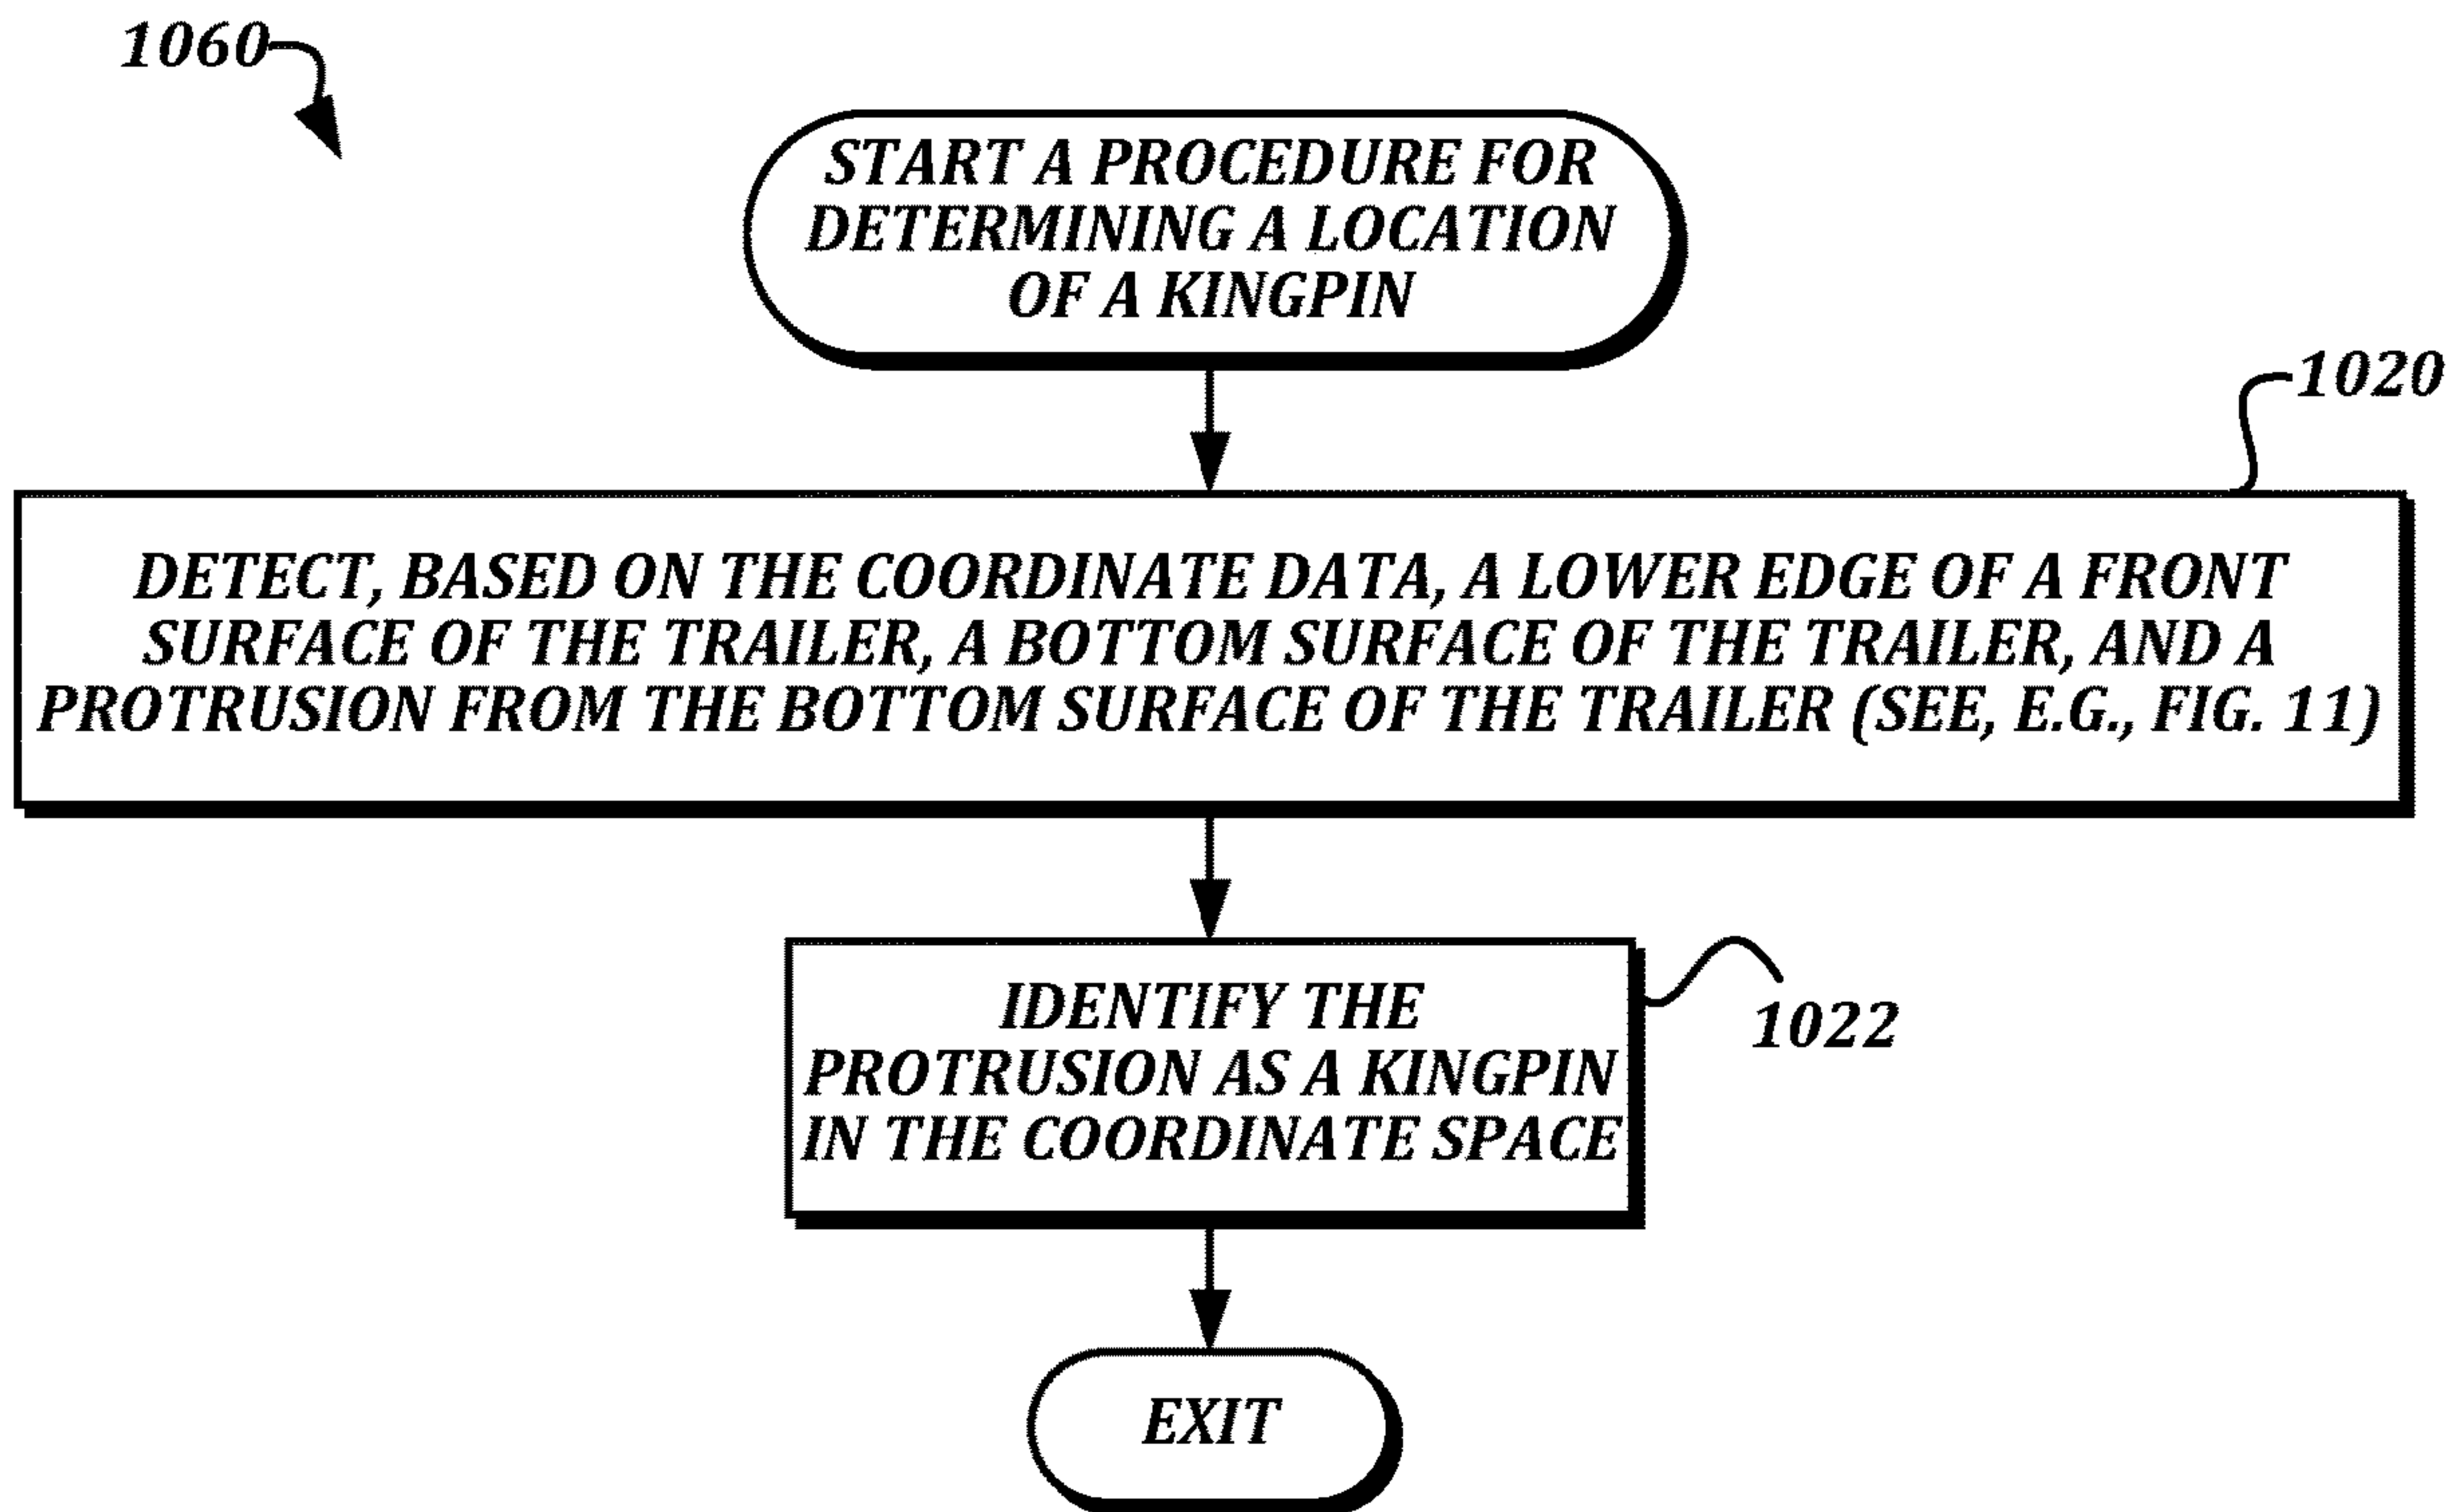 1060
START A PROCEDURE FOR
DETERMINING A LOCATION
OF A KINGPIN
1020
DETECT, BASED ON THE COORDINATE DATA, A LOWER EDGE OF A FRONT
SURFACE OF THE TRAILER, A BOTTOM SURFACE OF THE TRAILER, AND A
PROTRUSION FROM THE BOTTOM SURFACE OF THE TRAILER (SEE, E.G., FIG. 11)
IDENTIFY THE
PROTRUSION AS A KINGPIN
IN THE COORDINATE SPACE
1022
EXIT